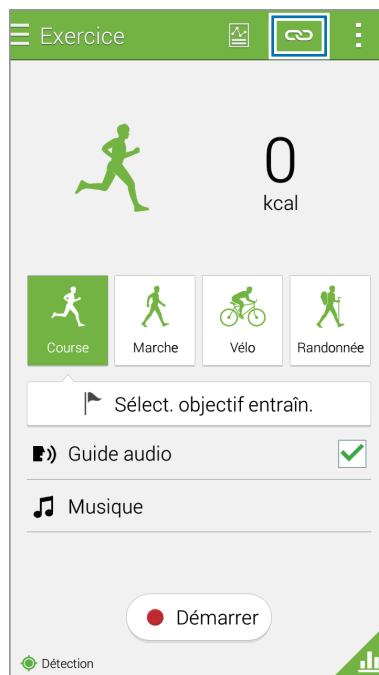 Exercice
0
kcal
Course
Marche
Vélo
Randonnée
Sélect. objectif entraîn.
Guide audio
Musique
Démarrer
Détection